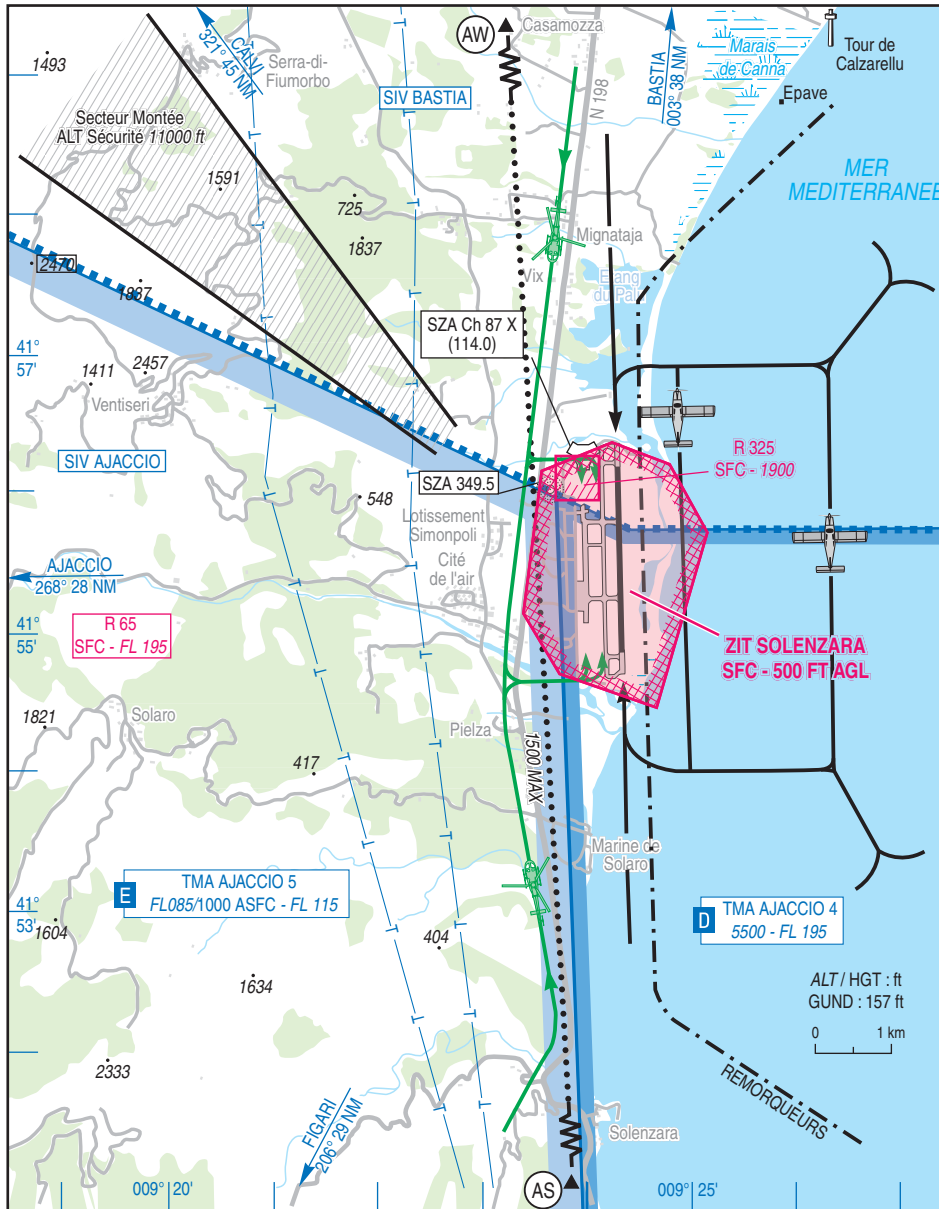 AW
Casamozza
1493
CALVI
321° 45 NM
Serra-di-
Fiumorbo
SIV BASTIA
N 198
BASTIA
003° 38 NM
Marais
de Canna
Tour de
Calzarellu
Epave
Secteur Montée
ALT Sécurité 11000 ft
1591
725
1837
MER
MEDITERRANEE
Mignataja
Vix
Etang
du Palu
2470
1837
SZA Ch 87 X
(114.0)
41°
57'
1411
2457
Ventiseri
SIV AJACCIO
SZA 349.5
548
R 325
SFC - 1900
Lotissement
Simonpoli
Cité
de l'air
AJACCIO
268° 28 NM
R 65
SFC - FL 195
41°
55'
ZIT SOLENZARA
SFC - 500 FT AGL
1821
Solaro
Pielza
417
1500 MAX
Marine de
Solaro
E
TMA AJACCIO 5
FL085/1000 ASFC - FL 115
41°
53'
1604
404
D
TMA AJACCIO 4
5500 - FL 195
1634
ALT / HGT : ft
GUND : 157 ft
0 1 km
2333
REMORQUEURS
FIGARI
206° 29 NM
Solenzara
AS
009° 20'
009° 25'